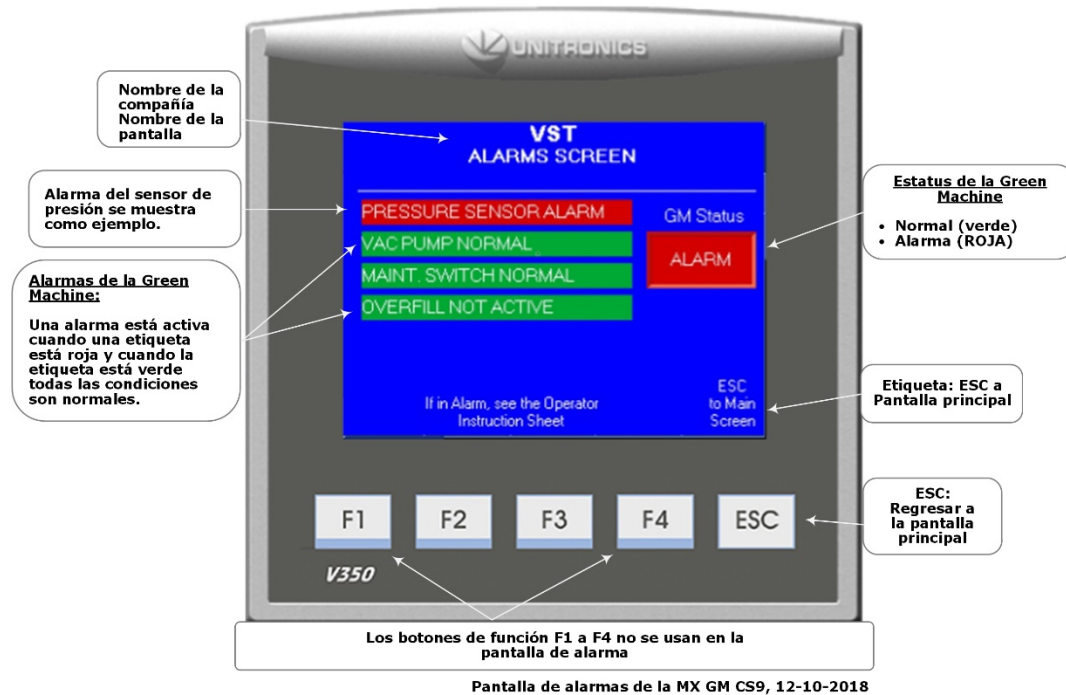 UNITRONICS
Nombre de la
compañía
Nombre de la
pantalla
VST
ALARMS SCREEN
Alarma del sensor de
presión se muestra
como ejemplo.
PRESSURE SENSOR ALARM
VAC PUMP NORMAL
MAINT. SWITCH NORMAL
OVERFILL NOT ACTIVE
GM Status
ALARM
Estatus de la Green
Machine
• Normal (verde)
• Alarma (ROJA)
Alarmas de la Green
Machine:
Una alarma está activa
cuando una etiqueta
está roja y cuando la
etiqueta está verde
todas las condiciones
son normales.
If in Alarm, see the Operator
Instruction Sheet
ESC
to Main
Screen
Etiqueta: ESC a
Pantalla principal
F1
F2
F3
F4
ESC
ESC:
Regresar a
la pantalla
principal
V350
Los botones de función F1 a F4 no se usan en la
pantalla de alarma
Pantalla de alarmas de la MX GM CS9, 12-10-2018